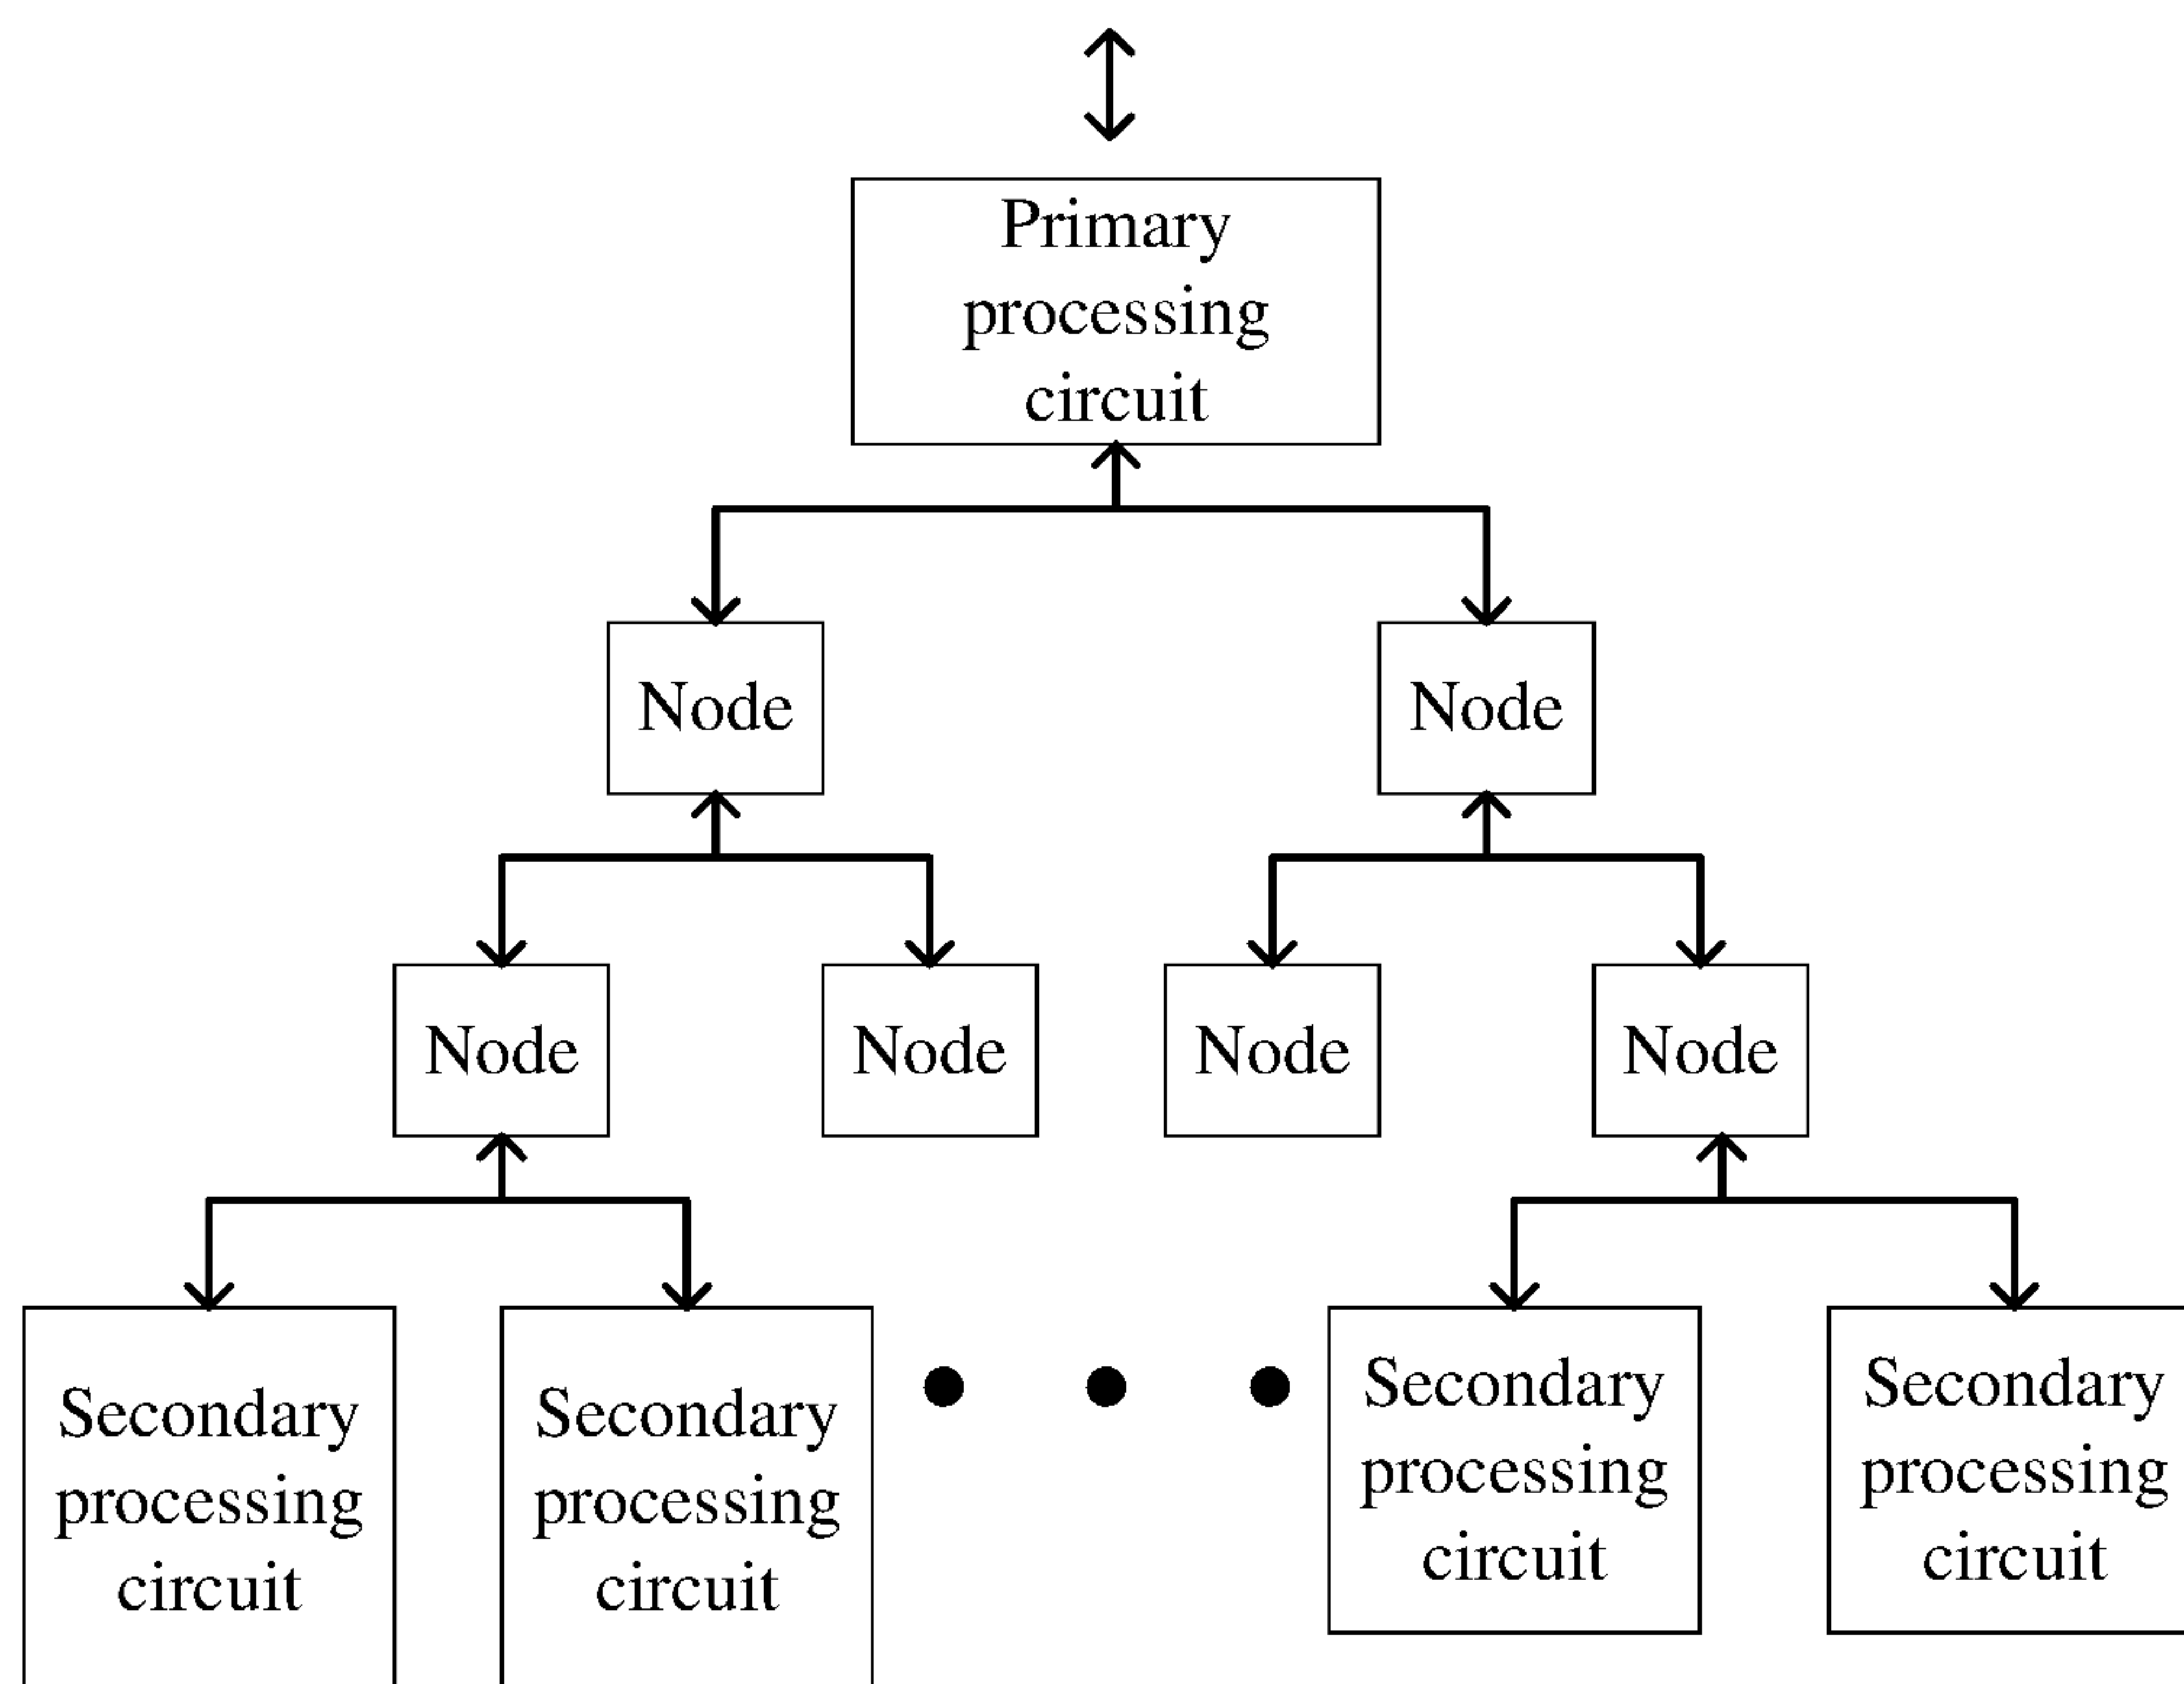 Primary
processing
circuit
Node
Node
Node
Node
Node
Node
Secondary
processing
circuit
Secondary
processing
circuit
Secondary
processing
circuit
Secondary
processing
circuit